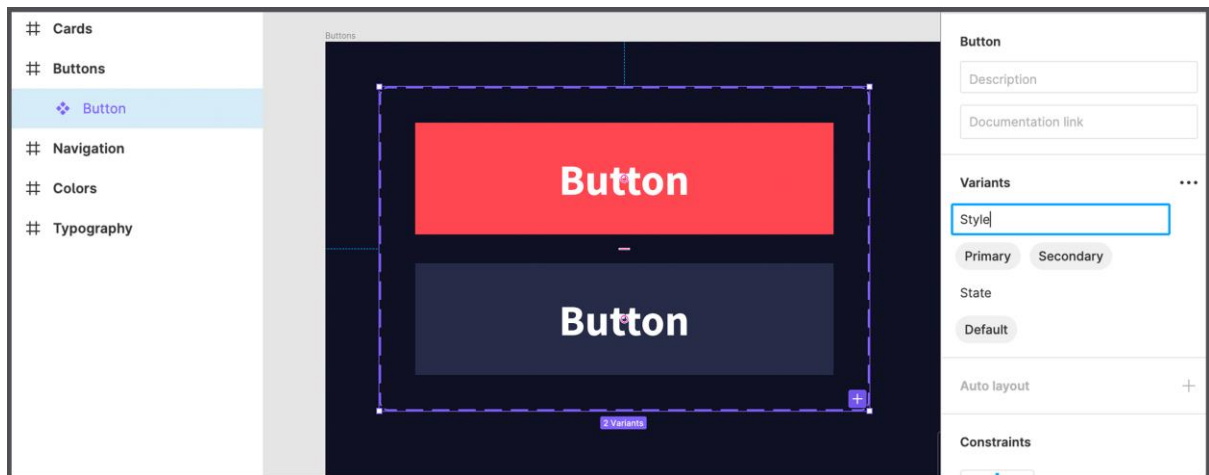 Cards
Buttons
Button
Navigation
Colors
Typography
Buttons
Button
Button
2 Variants
Button
Description
Documentation link
Variants
Style
Primary Secondary
State
Default
Auto layout
Constraints